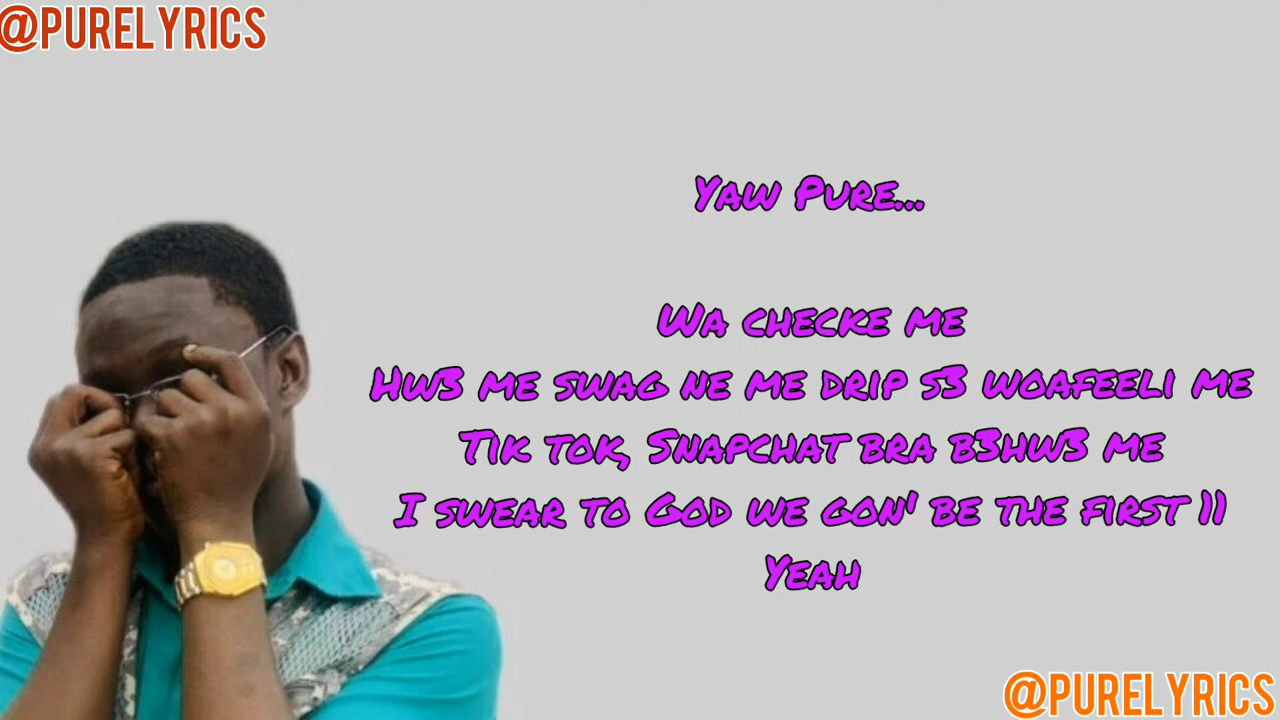 @PURELYRICS
Yaw Pure...
Wa checke me
Hw3 me swag ne me drip s3 woafeeli me
Tik tok, Snapchat bra b3hw3 me
I swear to God we gon' be the first 11
Yeah
@PURELYRICS